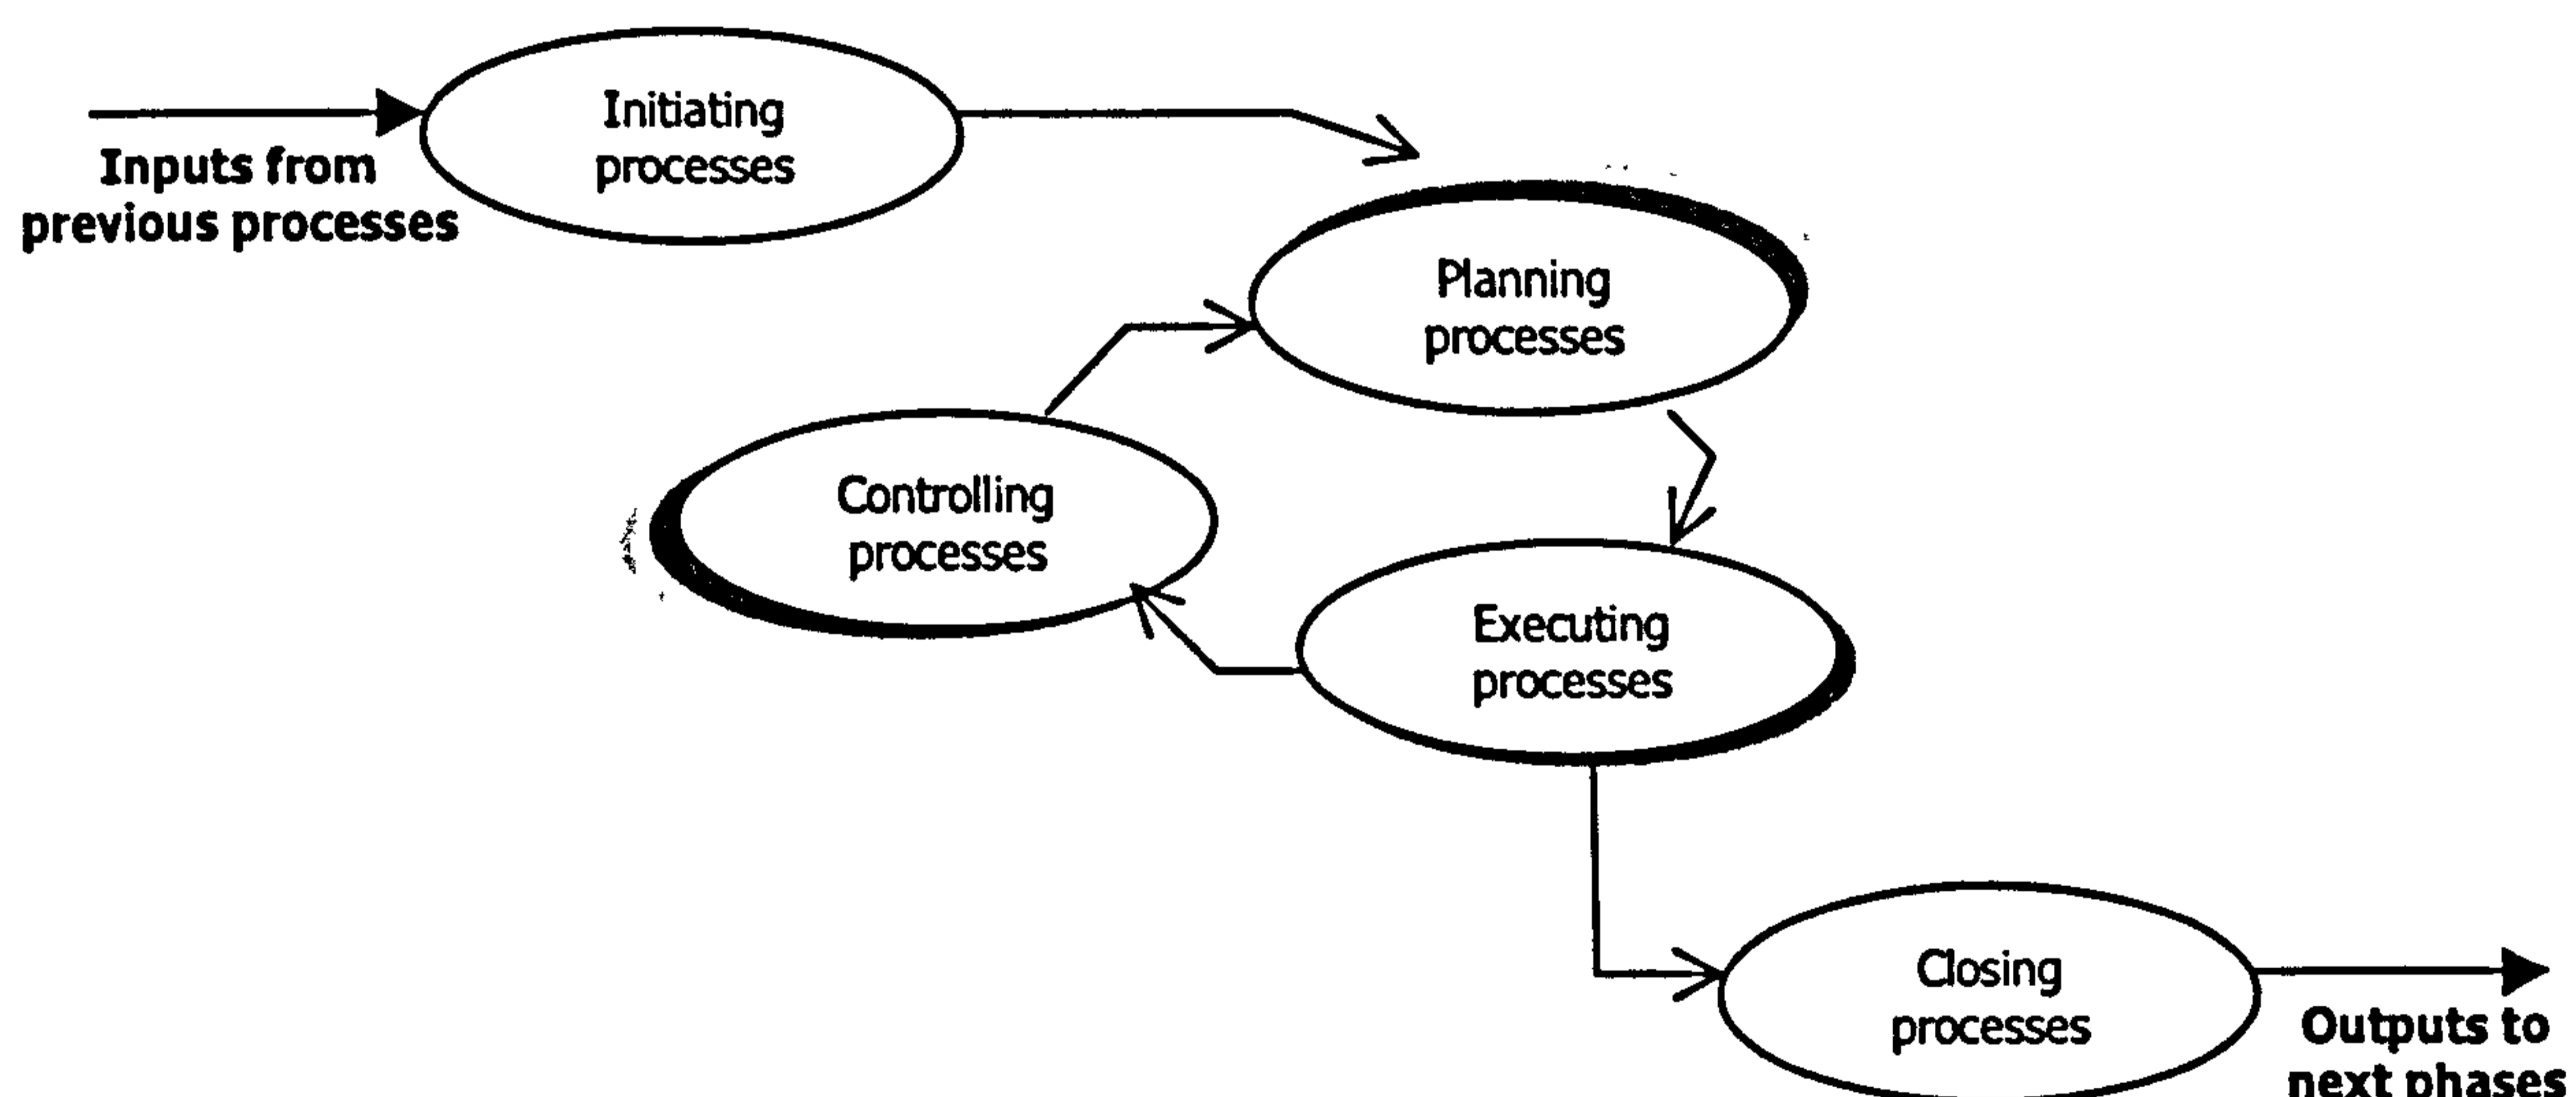 Initiating
processes
Inputs from
previous processes
Planning
processes
Controlling
processes
Executing
processes
Closing
processes
Outputs to
next phases